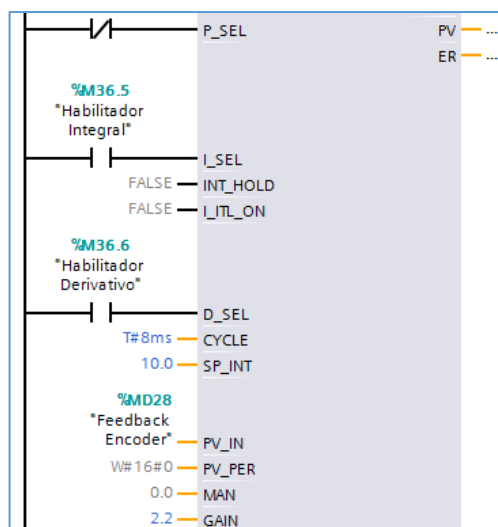 P_SEL PV ...
ER ...
%M36.5
"Habilitador
Integral"
I_SEL
FALSE INT_HOLD
FALSE I_ITL_ON
%M36.6
"Habilitador
Derivativo"
D_SEL
T#8ms CYCLE
10.0 SP_INT
%MD28
"Feedback
Encoder" PV_IN
W#16#0 PV_PER
0.0 MAN
2.2 GAIN